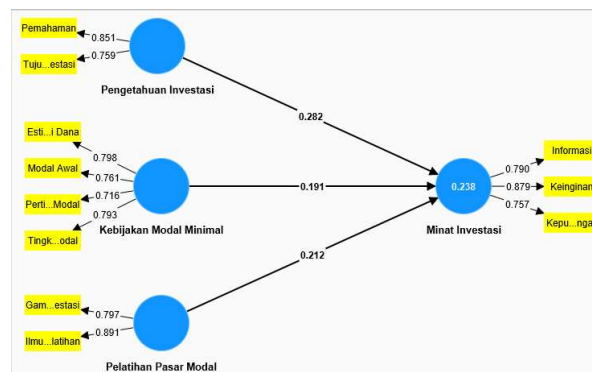 Pemahaman
0.851
0.759
Tuju...estasi
Pengetahuan Investasi
0.282
Esti...i Dana
0.798
Modal Awal
0.761
Perti...Modal
0.716
Tingk...odal
0.793
Kebijakan Modal Minimal
0.191
0.238
Minat Investasi
0.790
Informasi
0.879
Keinginan
0.757
Kepu...nga
0.212
Gam...estasi
0.797
Ilmu...latihan
0.891
Pelatihan Pasar Modal